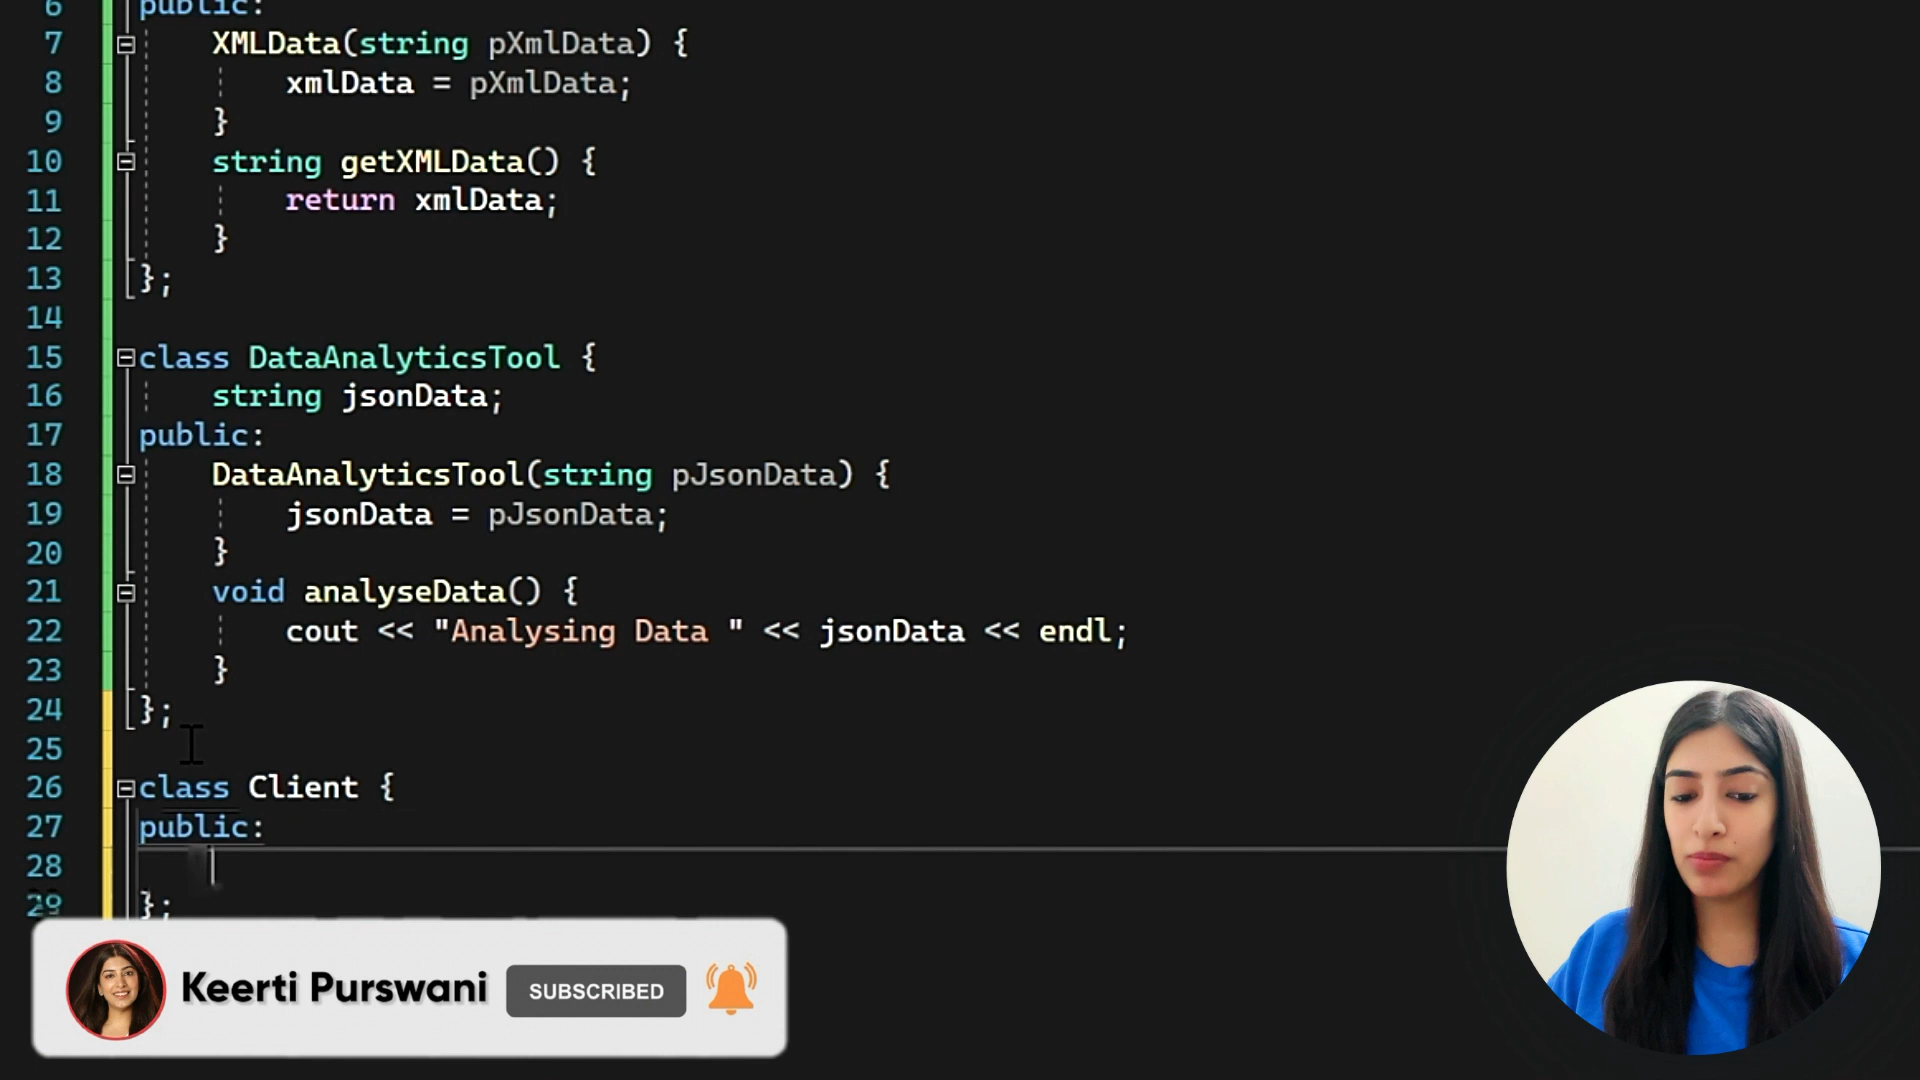 6 public:
7 XMLData(string pXmlData) {
8 xmlData = pXmlData;
9 }
10 string getXMLData() {
11 return xmlData;
12 }
13 };
14
15 class DataAnalyticsTool {
16 string jsonData;
17 public:
18 DataAnalyticsTool(string pJsonData) {
19 jsonData = pJsonData;
20 }
21 void analyseData() {
22 cout << "Analysing Data " << jsonData << endl;
23 }
24 };
25
26 class Client {
27 public:
28
29 };
Keerti Purswani SUBSCRIBED